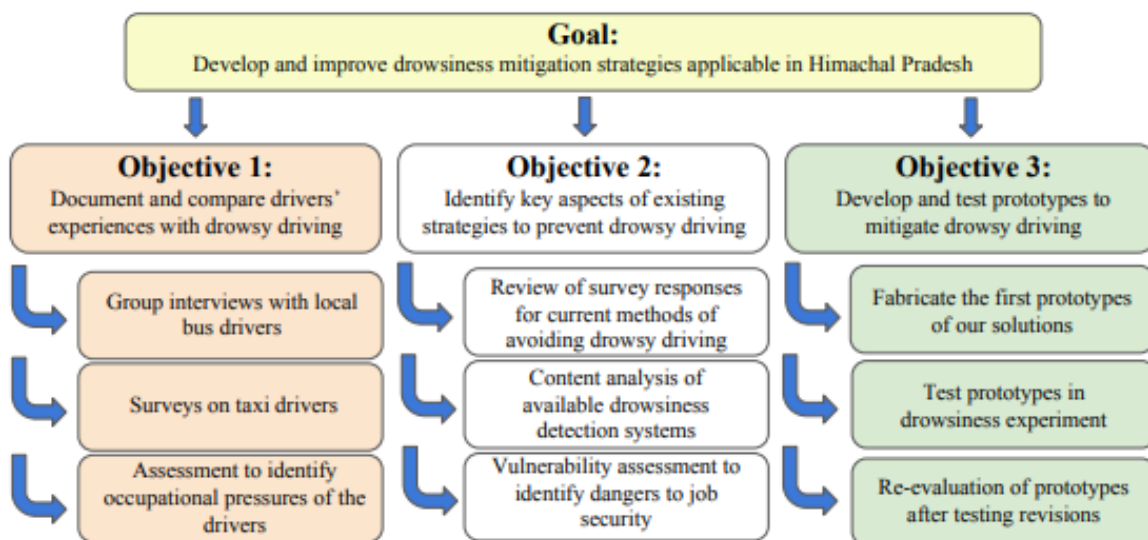 Goal:
Develop and improve drowsiness mitigation strategies applicable in Himachal Pradesh
Objective 1:
Document and compare drivers’
experiences with drowsy driving
Group interviews with local
bus drivers
Surveys on taxi drivers
Assessment to identify
occupational pressures of the
drivers
Objective 2:
Identify key aspects of existing
strategies to prevent drowsy driving
Review of survey responses
for current methods of
avoiding drowsy driving
Content analysis of
available drowsiness
detection systems
Vulnerability assessment to
identify dangers to job
security
Objective 3:
Develop and test prototypes to
mitigate drowsy driving
Fabricate the first prototypes
of our solutions
Test prototypes in
drowsiness experiment
Re-evaluation of prototypes
after testing revisions